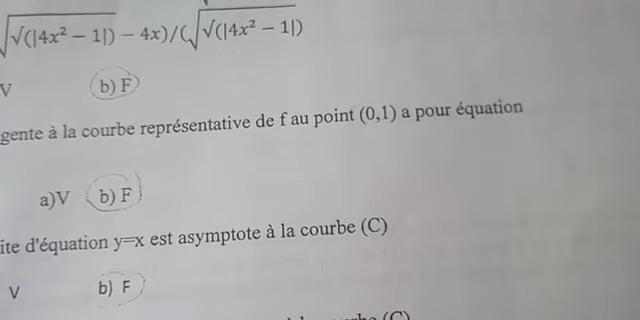 √√(|4x² − 1|) − 4x)/(√√(|4x² − 1|)
V b) F
gente à la courbe représentative de f au point (0,1) a pour équation
a)V b) F
ite d'équation y=x est asymptote à la courbe (C)
V b) F
(C)